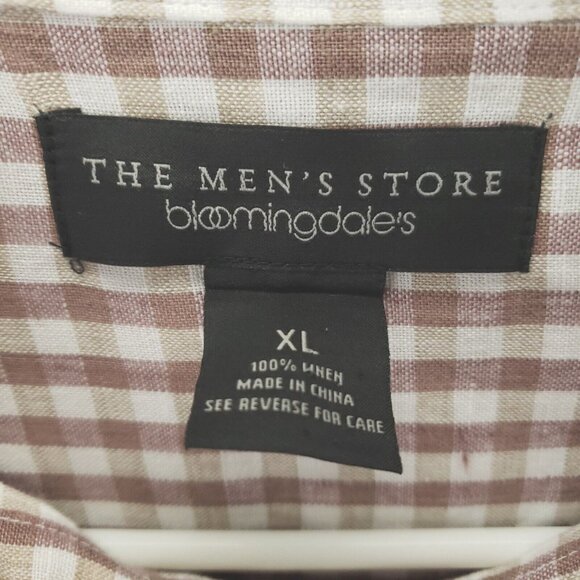 THE MEN'S STORE
bloomingdale's
XL
100% LINEN
MADE IN CHINA
SEE REVERSE FOR CARE